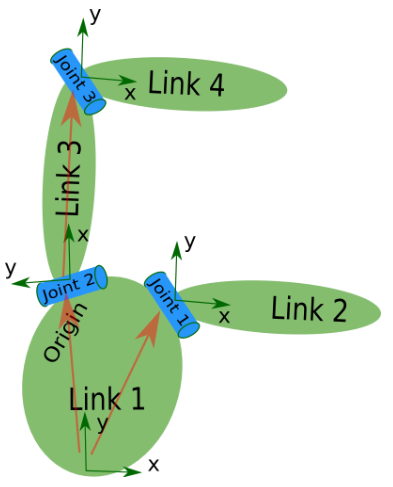 y
Joint 3
x
Link 4
Link 3
x
y
Joint 2
y
Joint 1
x
Link 2
Origin
Link 1
y
x